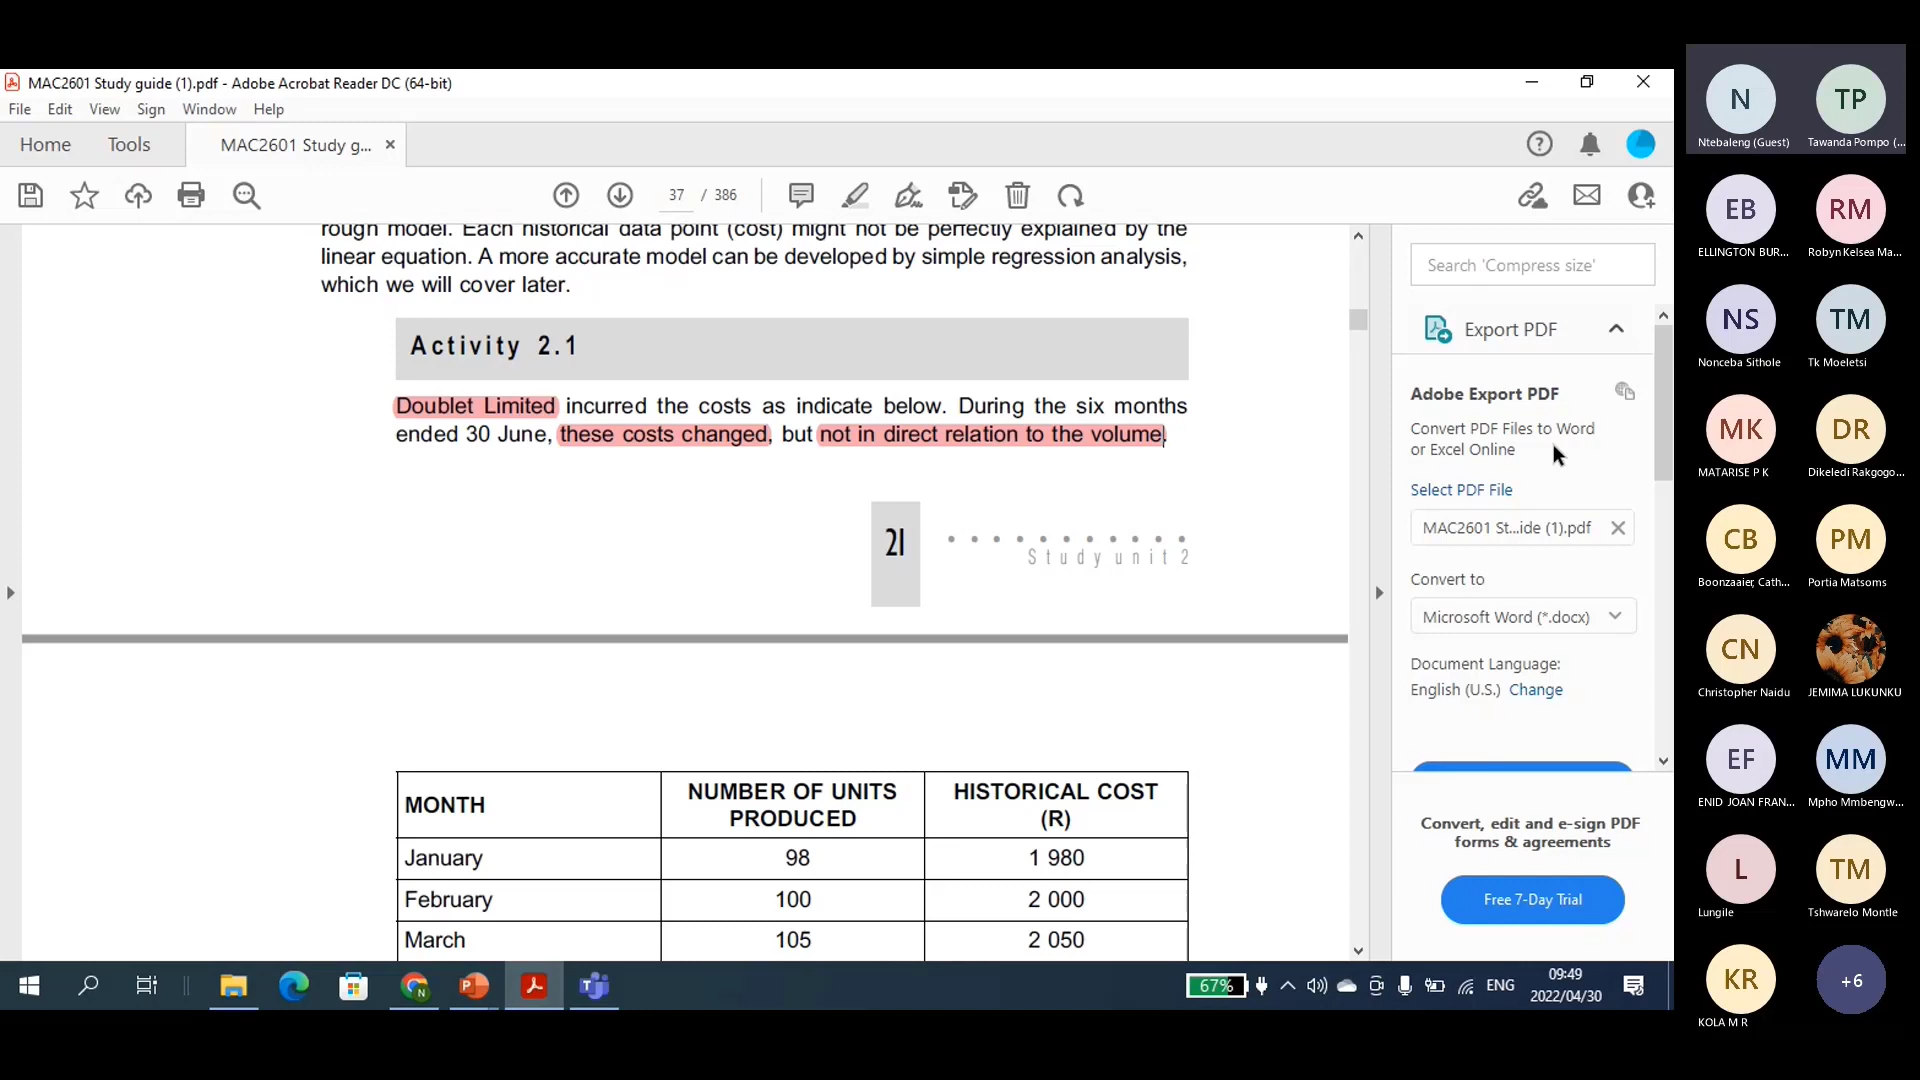 MAC2601 Study guide (1).pdf - Adobe Acrobat Reader DC (64-bit)
File Edit View Sign Window Help
Home Tools MAC2601 Study g...
37 / 386
rough model. Each historical data point (cost) might not be perfectly explained by the
linear equation. A more accurate model can be developed by simple regression analysis,
which we will cover later.
Activity 2.1
Doublet Limited incurred the costs as indicate below. During the six months
ended 30 June, these costs changed, but not in direct relation to the volume.
21
Study unit 2
MONTH NUMBER OF UNITS PRODUCED HISTORICAL COST (R)
January 98 1 980
February 100 2 000
March 105 2 050
Search 'Compress size'
Export PDF
Adobe Export PDF
Convert PDF Files to Word
or Excel Online
Select PDF File
MAC2601 St...ide (1).pdf
Convert to
Microsoft Word (*.docx)
Document Language:
English (U.S.) Change
Convert, edit and e-sign PDF
forms & agreements
Free 7-Day Trial
67%
ENG
09:49
2022/04/30
N TP
Ntebaleng (Guest) Tawanda Pompo (...
EB RM
ELLINGTON BUR... Robyn Kelsea Ma...
NS TM
Nonceba Sithole Tk Moeletsi
MK DR
MATARISE P K Dikeledi Rakgogo...
CB PM
Boonzaaier, Cath... Portia Matsoms
CN
Christopher Naidu JEMIMA LUKUNKU
EF MM
ENID JOAN FRAN... Mpho Mmbengw...
L TM
Lungile Tshwarelo Montle
KR +6
KOLA M R